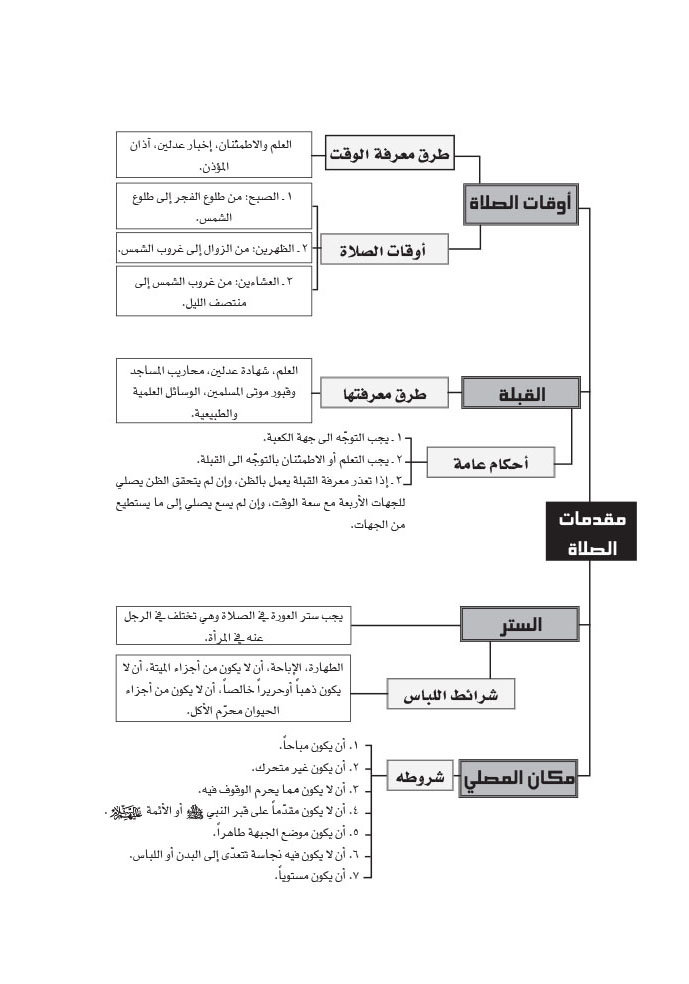 طرق معرفة الوقت
العلم والاطمئنان، إخبار عدلين، آذان
المؤذن.
أوقات الصلاة
أوقات الصلاة
١ ـ الصبح: من طلوع الفجر إلى طلوع
الشمس.
٢ ـ الظهرين: من الزوال إلى غروب الشمس.
٣ ـ العشاءين: من غروب الشمس إلى
منتصف الليل.
القبلة
طرق معرفتها
العلم، شهادة عدلين، محاريب المساجد
وقبور موتى المسلمين، الوسائل العلمية
والطبيعية.
أحكام عامة
١ ـ يجب التوجّه الى جهة الكعبة.
٢ ـ يجب التعلم أو الاطمئنان بالتوجّه الى القبلة.
٣ ـ إذا تعذر معرفة القبلة يعمل بالظن، وإن لم يتحقق الظن يصلي
للجهات الأربعة مع سعة الوقت، وإن لم يسع يصلي إلى ما يستطيع
من الجهات.
مقدمات
الصلاة
الستر
يجب ستر العورة في الصلاة وهي تختلف في الرجل
عنه في المرأة.
شرائط اللباس
الطهارة، الإباحة، أن لا يكون من أجزاء الميتة، أن لا
يكون ذهباً أوحريراً خالصاً، أن لا يكون من أجزاء
الحيوان محرّم الأكل.
مكان المصلي
شروطه
١. أن يكون مباحاً.
٢. أن يكون غير متحرك.
٣. أن لا يكون مما يحرم الوقوف فيه.
٤. أن لا يكون مقدّماً على قبر النبي ﷺ أو الأئمة .
٥. أن يكون موضع الجبهة طاهراً.
٦. أن لا يكون فيه نجاسة تتعدّى إلى البدن أو اللباس.
٧. أن يكون مستوياً.